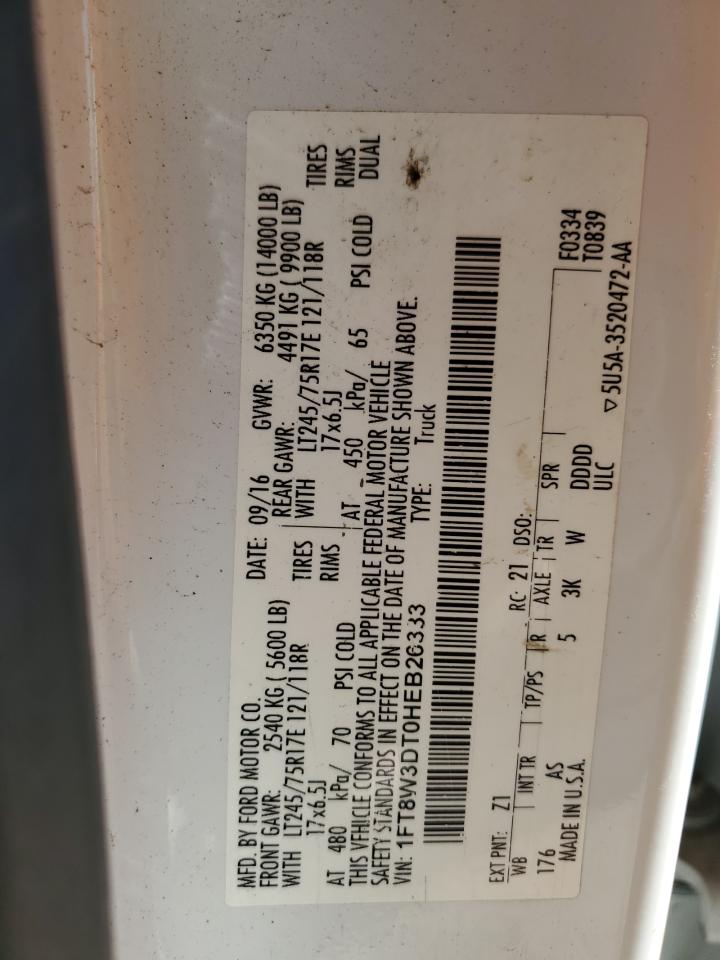 MFD. BY FORD MOTOR CO.
DATE: 09/16 GVWR: 6350 KG (14000 LB)
FRONT GAWR: 2540 KG ( 5600 LB) REAR GAWR: 4491 KG ( 9900 LB)
WITH LT245/75R17E 121/118R TIRES WITH LT245/75R17E 121/118R TIRES
17x6.5J RIMS 17x6.5J RIMS
AT 480 kPa/ 70 PSI COLD AT 450 kPa/ 65 PSI COLD DUAL
THIS VEHICLE CONFORMS TO ALL APPLICABLE FEDERAL MOTOR VEHICLE
SAFETY STANDARDS IN EFFECT ON THE DATE OF MANUFACTURE SHOWN ABOVE.
VIN: 1FT8W3DT0HEB26333 TYPE: Truck
EXT PNT: Z1 RC: 21 DSO:
WB INT TR TP/PS R AXLE TR SPR F0334
176 AS 5 3K W DDDD T0839
MADE IN U.S.A. ULC
▽5U5A-3520472-AA